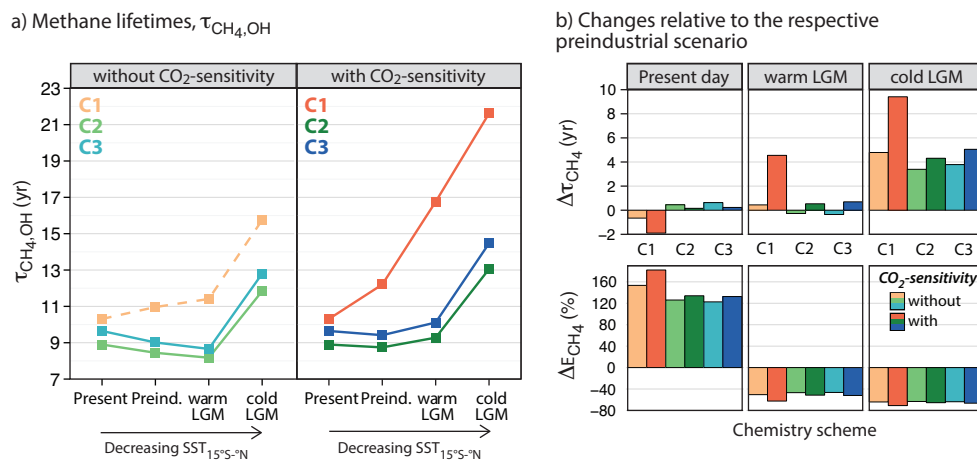 a) Methane lifetimes, τCH4,OH
without CO2-sensitivity
with CO2-sensitivity
C1
C2
C3
C1
C2
C3
τCH4,OH (yr)
23
21
19
17
15
13
11
9
7
Present Preind. warm LGM cold LGM
Present Preind. warm LGM cold LGM
Decreasing SST15°S-°N
Decreasing SST15°S-°N
b) Changes relative to the respective
preindustrial scenario
Present day
warm LGM
cold LGM
ΔτCH4 (yr)
10
8
6
4
2
0
−2
C1 C2 C3
C1 C2 C3
C1 C2 C3
ΔECH4 (%)
160
120
80
40
0
−40
−80
CO2-sensitivity
without
with
Chemistry scheme